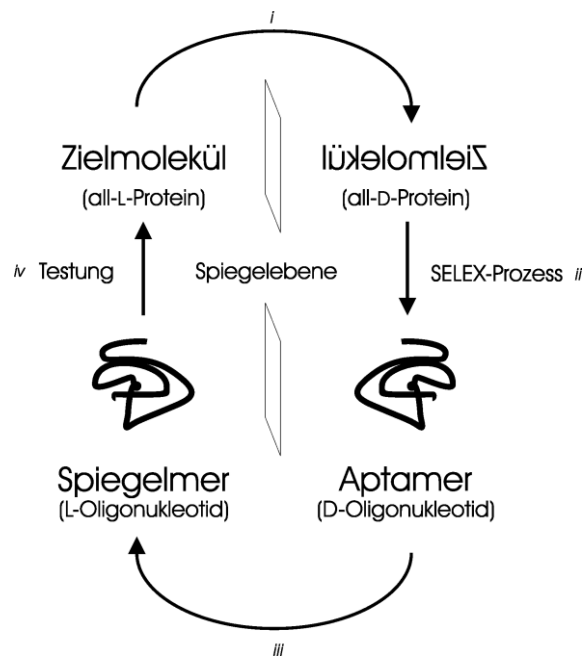 i
Zielmolekül
Zielmolekül
(all-L-Protein)
(all-D-Protein)
iv Testung
Spiegelebene
SELEX-Prozess ii
Spiegelmer
Aptamer
(L-Oligonukleotid)
(D-Oligonukleotid)
iii